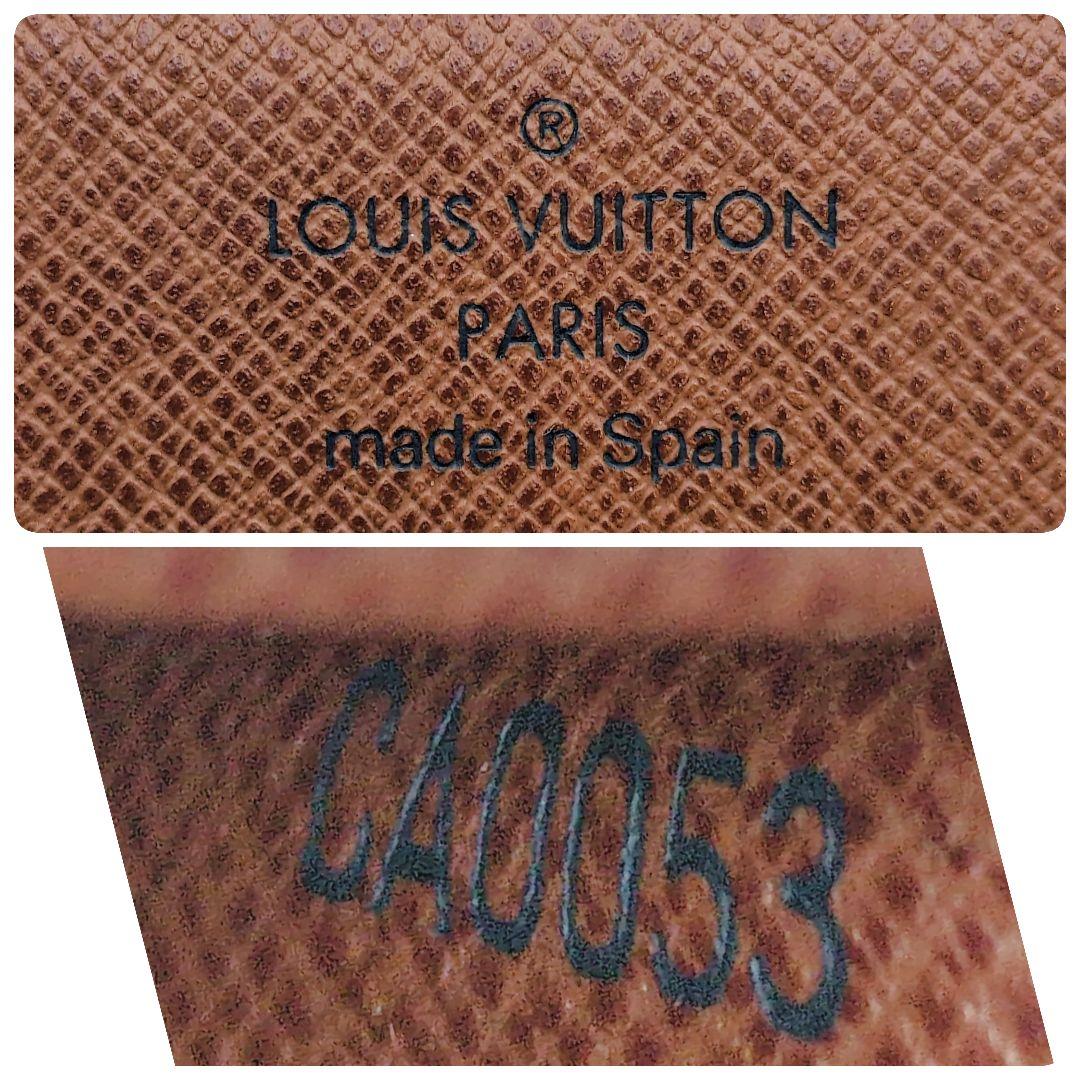 ®
LOUIS VUITTON
PARIS
made in Spain
CA0053